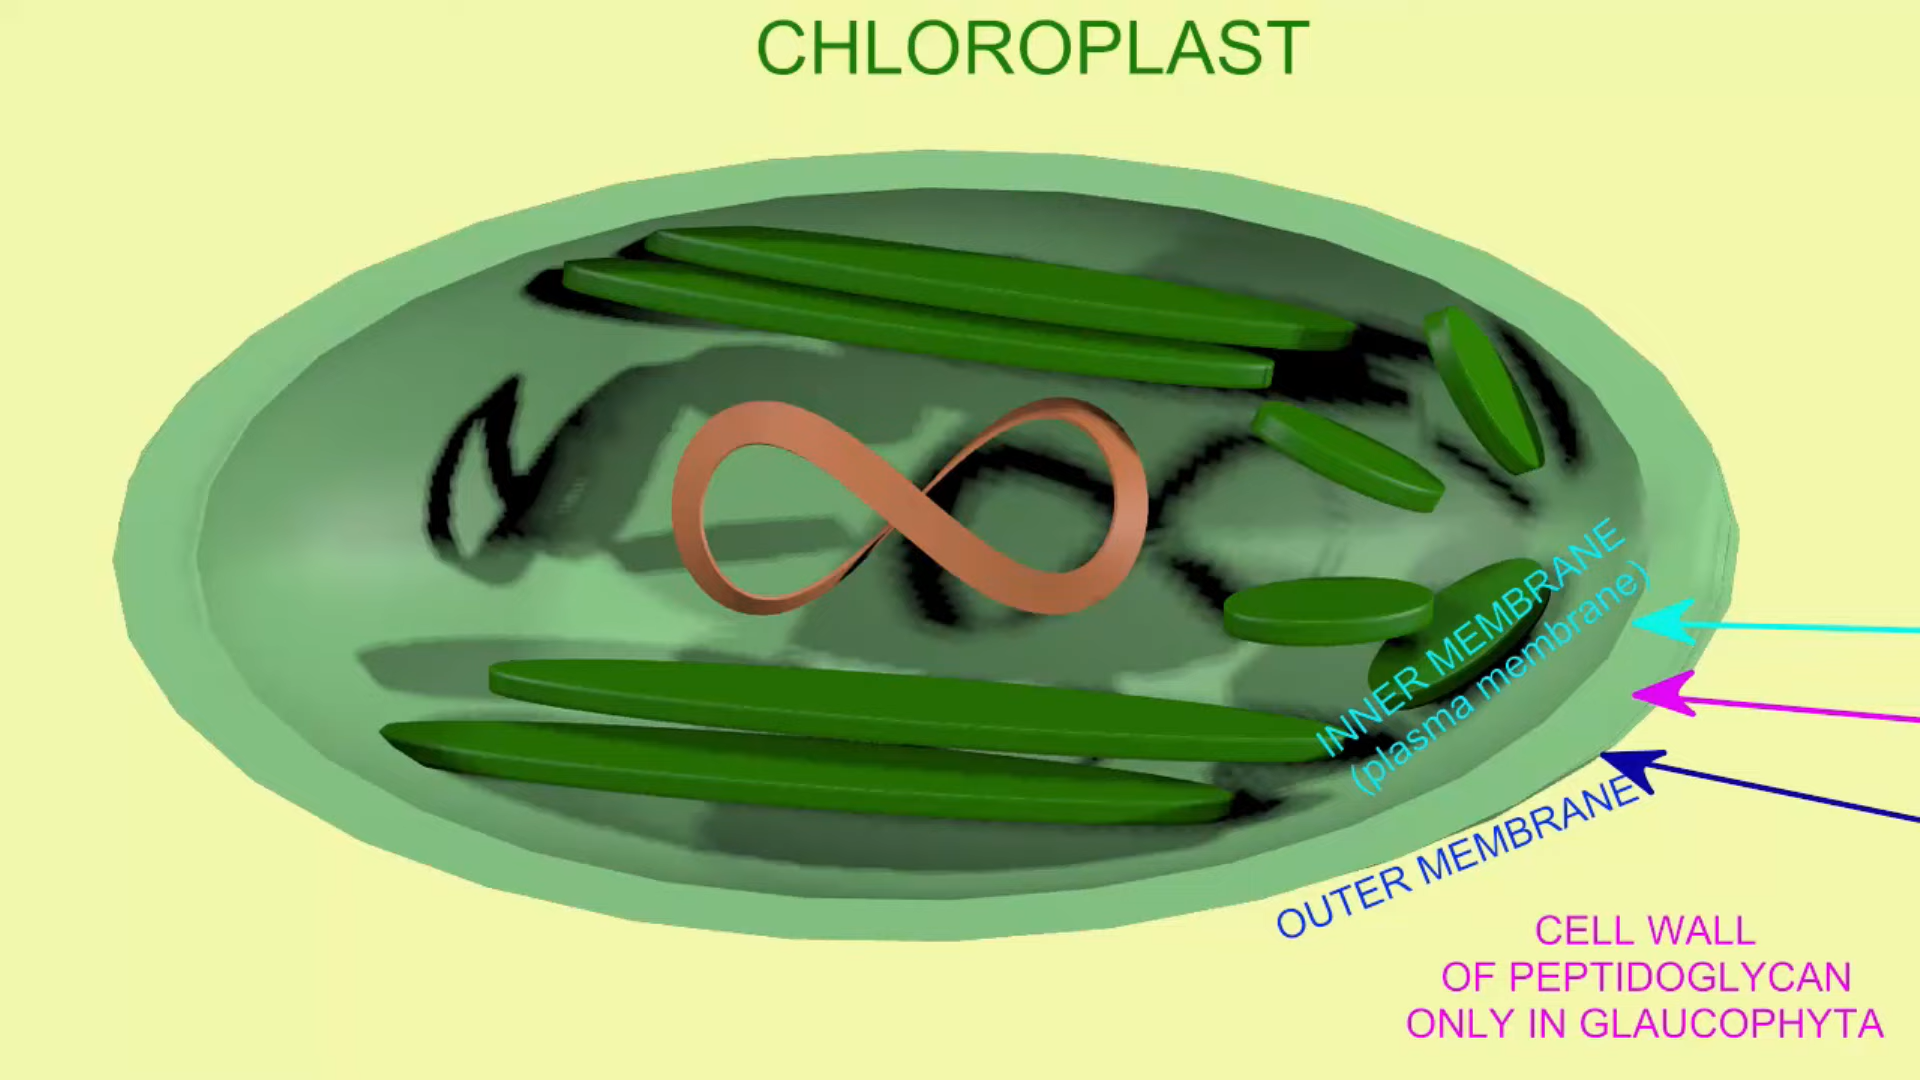 CHLOROPLAST
INNER MEMBRANE
(plasma membrane)
OUTER MEMBRANE
CELL WALL
OF PEPTIDOGLYCAN
ONLY IN GLAUCOPHYTA